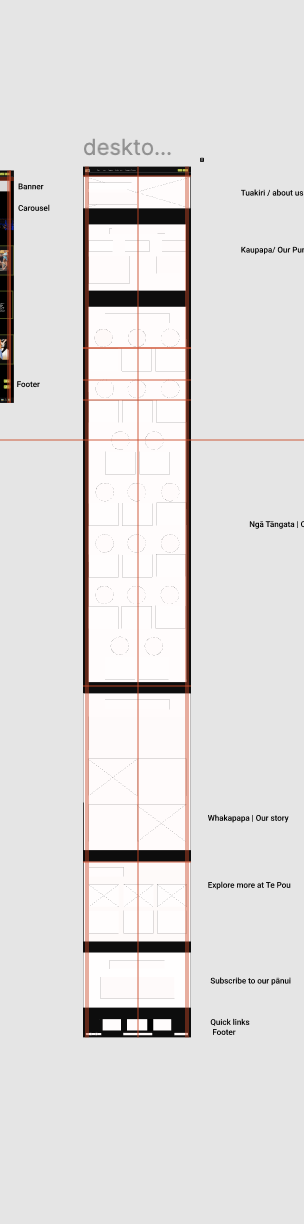 deskto...
Banner
Tuakiri / about us
Carousel
Kaupapa/ Our Pur
Footer
Ngā Tāngata | O
Whakapapa | Our story
Explore more at Te Pou
Subscribe to our pānui
Quick links
Footer